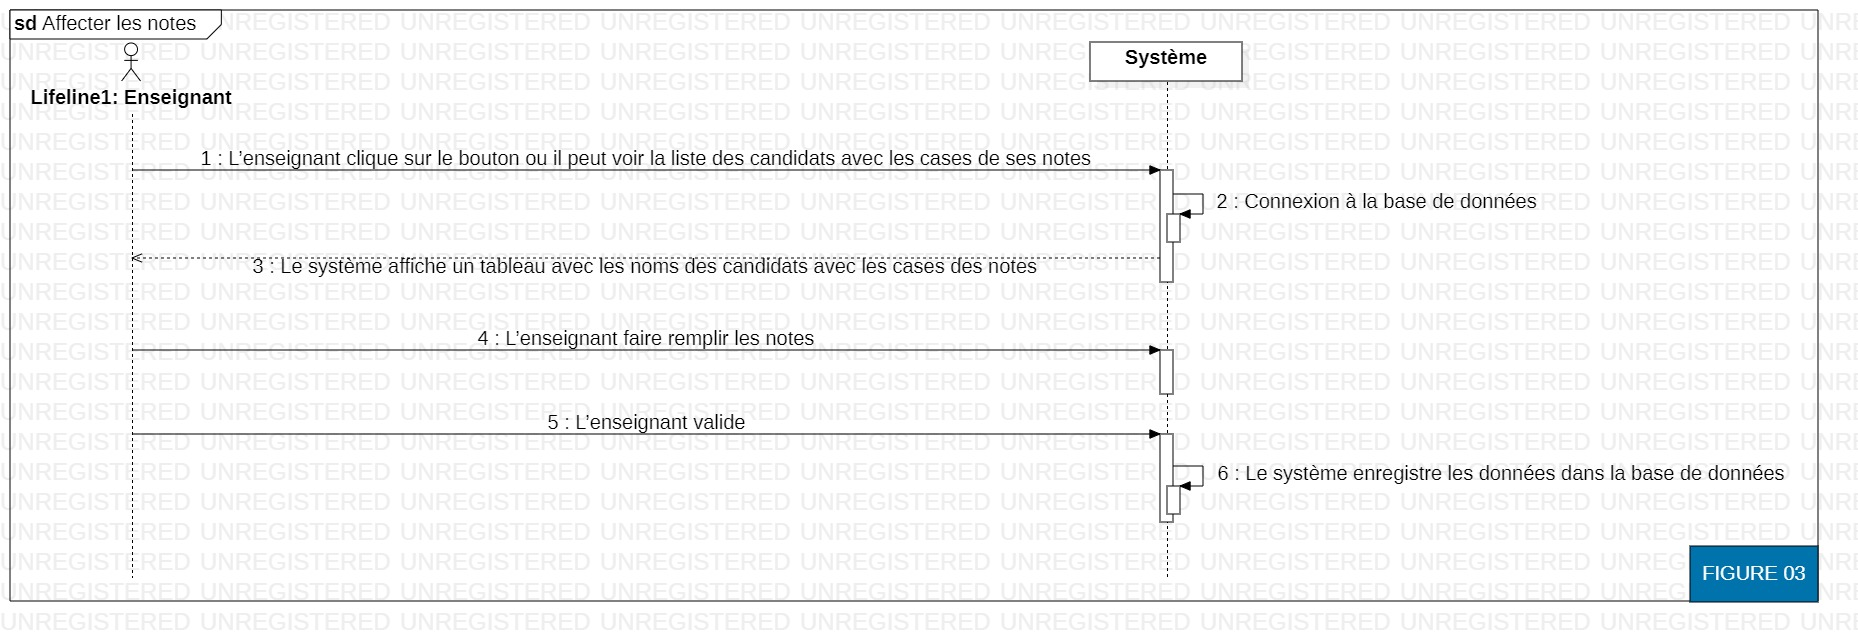 sd Affecter les notes
Système
Lifeline1: Enseignant
1 : L’enseignant clique sur le bouton ou il peut voir la liste des candidats avec les cases de ses notes
2 : Connexion à la base de données
3 : Le système affiche un tableau avec les noms des candidats avec les cases des notes
4 : L’enseignant faire remplir les notes
5 : L’enseignant valide
6 : Le système enregistre les données dans la base de données
FIGURE 03
UNREGISTERED